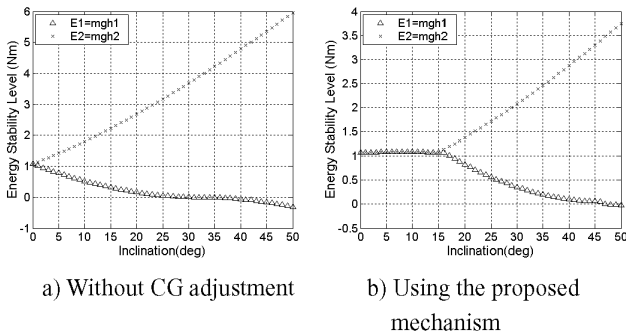 E1=mgh1
E2=mgh2
Energy Stability Level (Nm)
6
5
4
3
2
1
0
-1
0 5 10 15 20 25 30 35 40 45 50
Inclination(deg)
a) Without CG adjustment
E1=mgh1
E2=mgh2
Energy Stability Level (Nm)
4
3.5
3
2.5
2
1.5
1
0.5
0
-0.5
0 5 10 15 20 25 30 35 40 45 50
Inclination(deg)
b) Using the proposed
mechanism